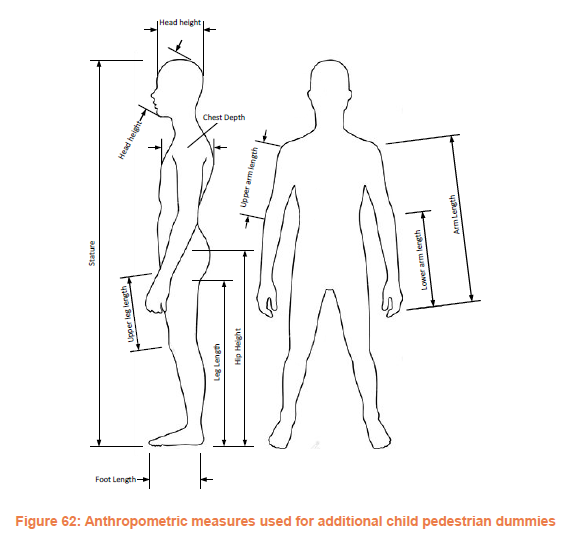 Head height
Head height
Chest Depth
Upper arm length
Arm Length
Lower arm length
Stature
Upper leg length
Leg Length
Hip Height
Foot Length
Figure 62: Anthropometric measures used for additional child pedestrian dummies